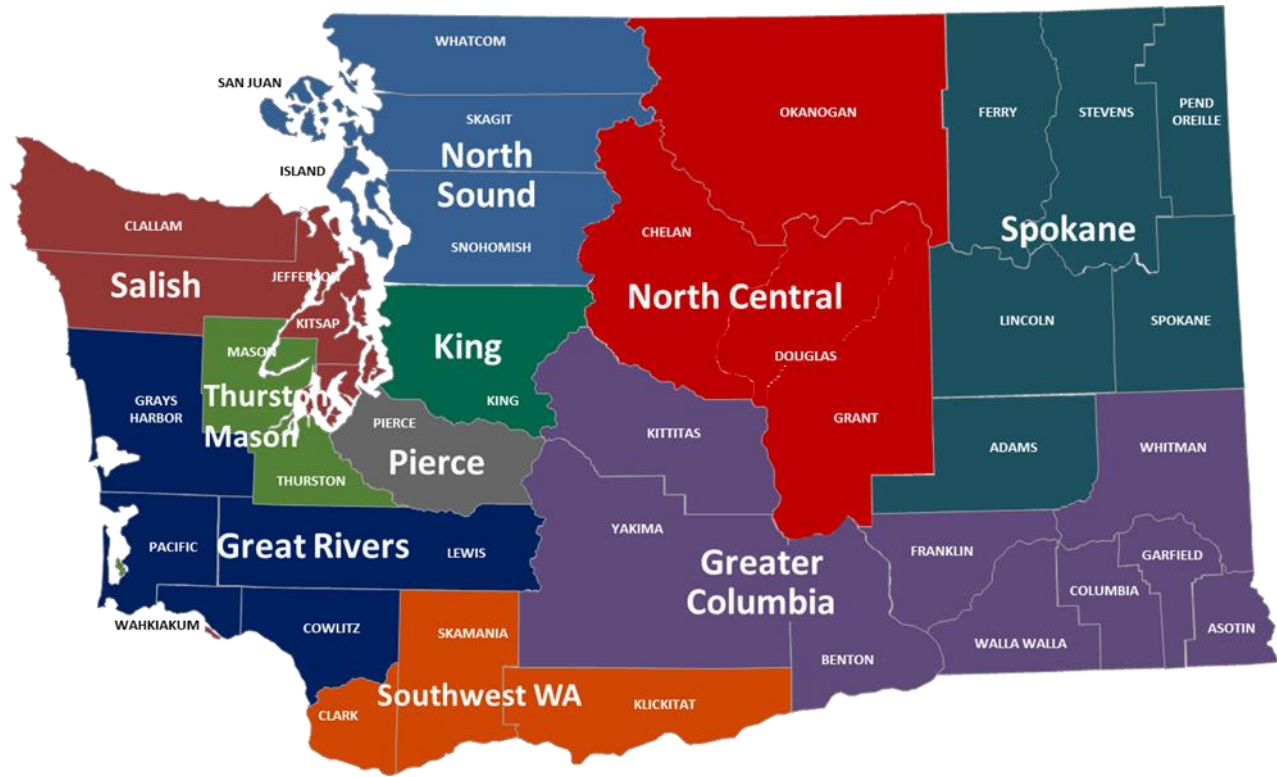 WHATCOM
SAN JUAN
SKAGIT
North
Sound
ISLAND
SNOHOMISH
OKANOGAN
FERRY
STEVENS
PEND
OREILLE
Spokane
CLALLAM
Salish
JEFFERSON
KITSAP
CHELAN
North Central
DOUGLAS
GRANT
LINCOLN
SPOKANE
ADAMS
King
KING
MASON
Thurston
Mason
THURSTON
GRAYS
HARBOR
PIERCE
Pierce
KITTITAS
WHITMAN
PACIFIC
Great Rivers
LEWIS
YAKIMA
Greater
Columbia
FRANKLIN
GARFIELD
COLUMBIA
ASOTIN
WALLA WALLA
BENTON
WAHKIAKUM
COWLITZ
SKAMANIA
Southwest WA
CLARK
KLICKITAT